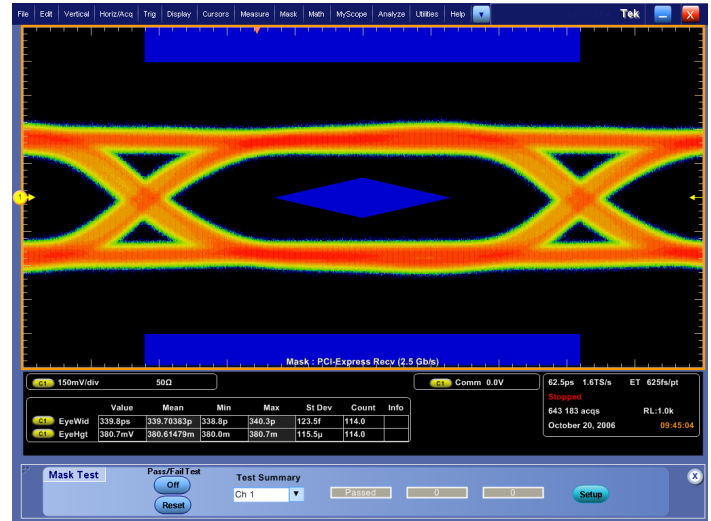 File Edit Vertical Horiz/Acq Trig Display Cursors Measure Mask Math MyScope Analyze Utilities Help Tek X
1
Mask : PCI-Express Recv (2.5 Gb/s)
C1 150mV/div 50Ω
C1 Comm 0.0V
62.5ps 1.6TS/s ET 625fs/pt
Stopped
643 183 acqs RL:1.0k
October 20, 2006 09:45:04
Value Mean Min Max St Dev Count Info
C1 EyeWid 339.8ps 339.70383p 338.8p 340.3p 123.5f 114.0
C1 EyeHgt 380.7mV 380.61479m 380.0m 380.7m 115.5µ 114.0
Mask Test
Pass/Fail Test
Off
Reset
Test Summary
Ch 1
Passed 0 0
Setup
X